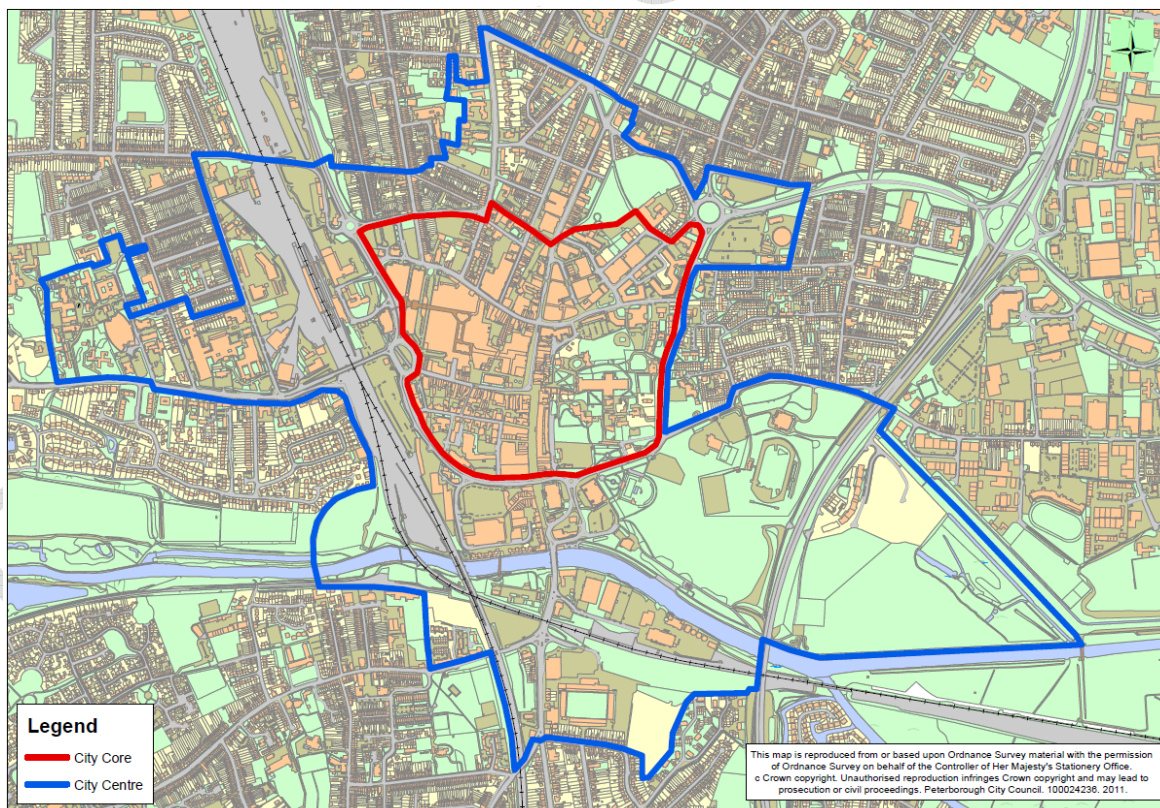 N
Legend
City Core
City Centre
This map is reproduced from or based upon Ordnance Survey material with the permission
of Ordnance Survey on behalf of the Controller of Her Majesty's Stationery Office.
c Crown copyright. Unauthorised reproduction infringes Crown copyright and may lead to
prosecution or civil proceedings. Peterborough City Council. 100024236. 2011.